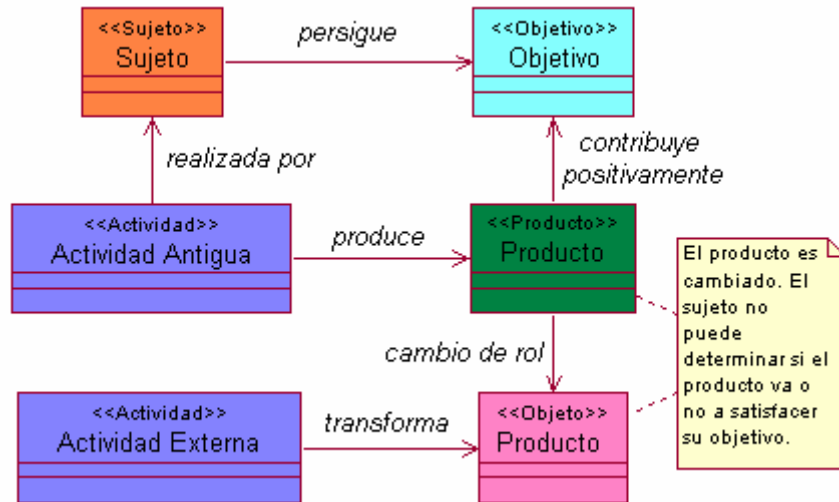 <<Sujeto>>
Sujeto
persigue
<<Objetivo>>
Objetivo
realizada por
contribuye
positivamente
<<Actividad>>
Actividad Antigua
produce
<<Producto>>
Producto
El producto es
cambiado. El
sujeto no
puede
determinar si el
producto va o
no a satisfacer
su objetivo.
cambio de rol
<<Actividad>>
Actividad Externa
transforma
<<Objeto>>
Producto